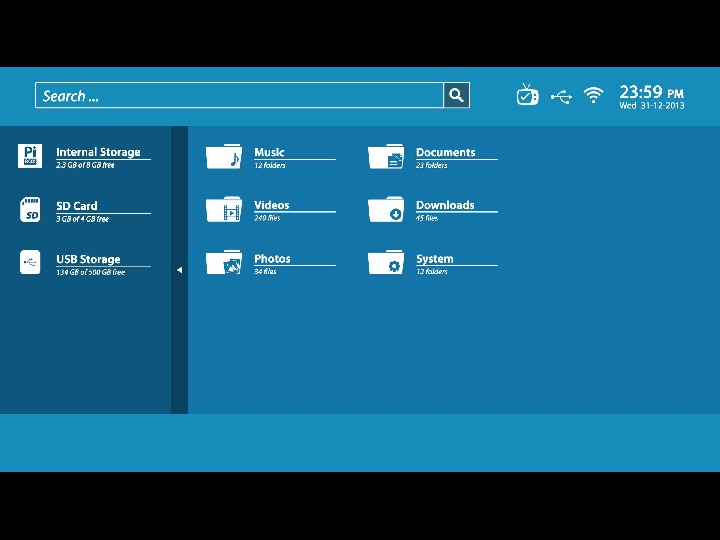 Search ...
23:59 PM
Wed 31-12-2013
Pi
Internal Storage
2.3 GB of 8 GB free
SD
SD Card
3 GB of 4 GB free
USB Storage
134 GB of 500 GB free
Music
12 folders
Videos
240 files
Photos
34 files
Documents
23 folders
Downloads
45 files
System
12 folders